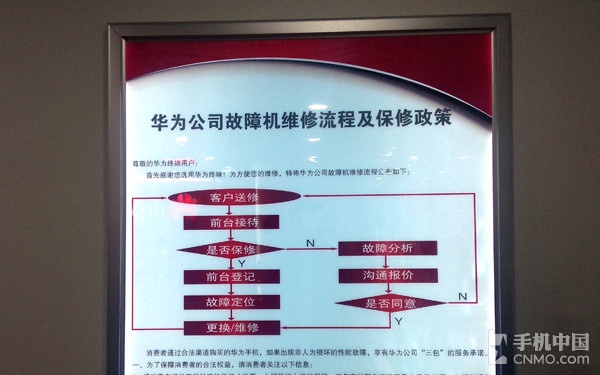 华为公司故障机维修流程及保修政策
尊敬的华为终端用户:
首先感谢您选用华为终端!为方便您的维修,特将华为公司故障机维修流程公布如下:
客户送修
前台接待
是否保修
N
故障分析
Y
前台登记
沟通报价
故障定位
是否同意
N
更换/维修
Y
消费者通过合法渠道购买的华为手机,如果出现非人为损坏的性能故障,享有华为公司“三包”的服务承诺。
一、为了保障消费者的合法权益,请消费者关注以下信息:
手机中国
CNMO.com